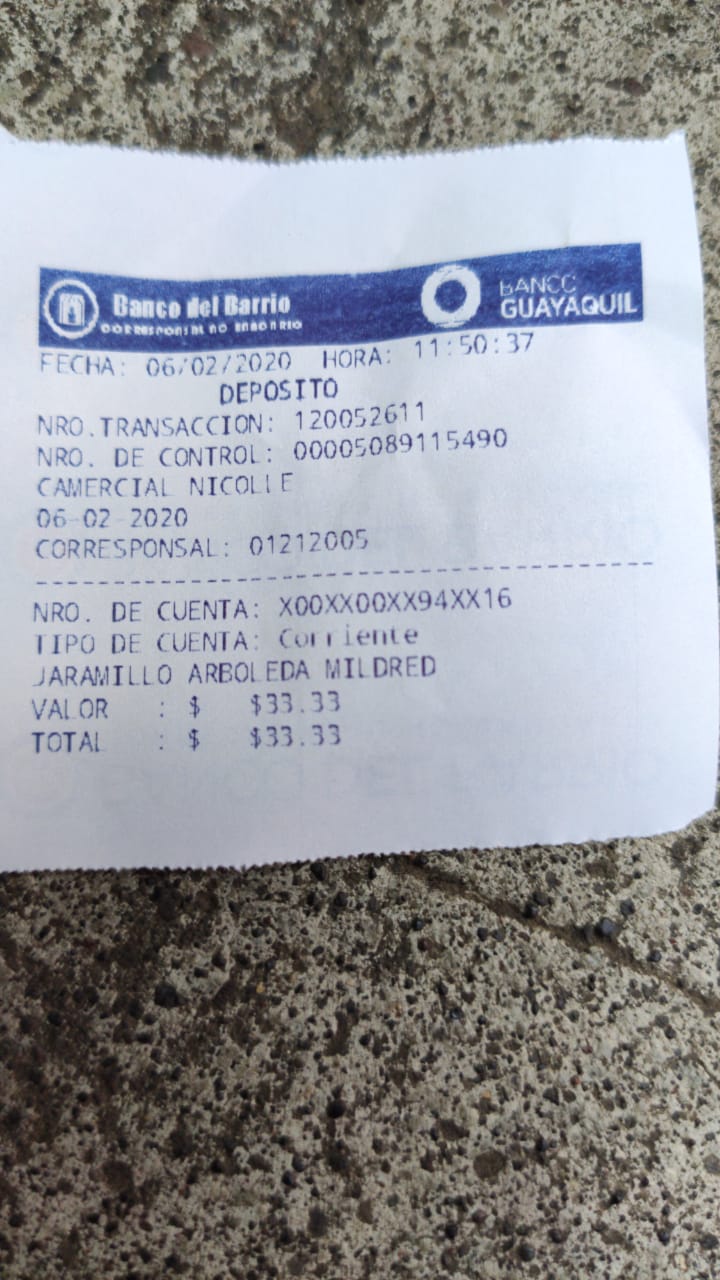 Banco del Barrio
CORRESPONSAL NO BANCARIO
BANCO
GUAYAQUIL
FECHA: 06/02/2020 HORA: 11:50:37
DEPOSITO
NRO.TRANSACCION: 120052611
NRO. DE CONTROL: 00005089115490
CAMERCIAL NICOLLE
06-02-2020
CORRESPONSAL: 01212005
NRO. DE CUENTA: X00XX00XX94XX16
TIPO DE CUENTA: Corriente
JARAMILLO ARBOLEDA MILDRED
VALOR : $ $33.33
TOTAL : $ $33.33